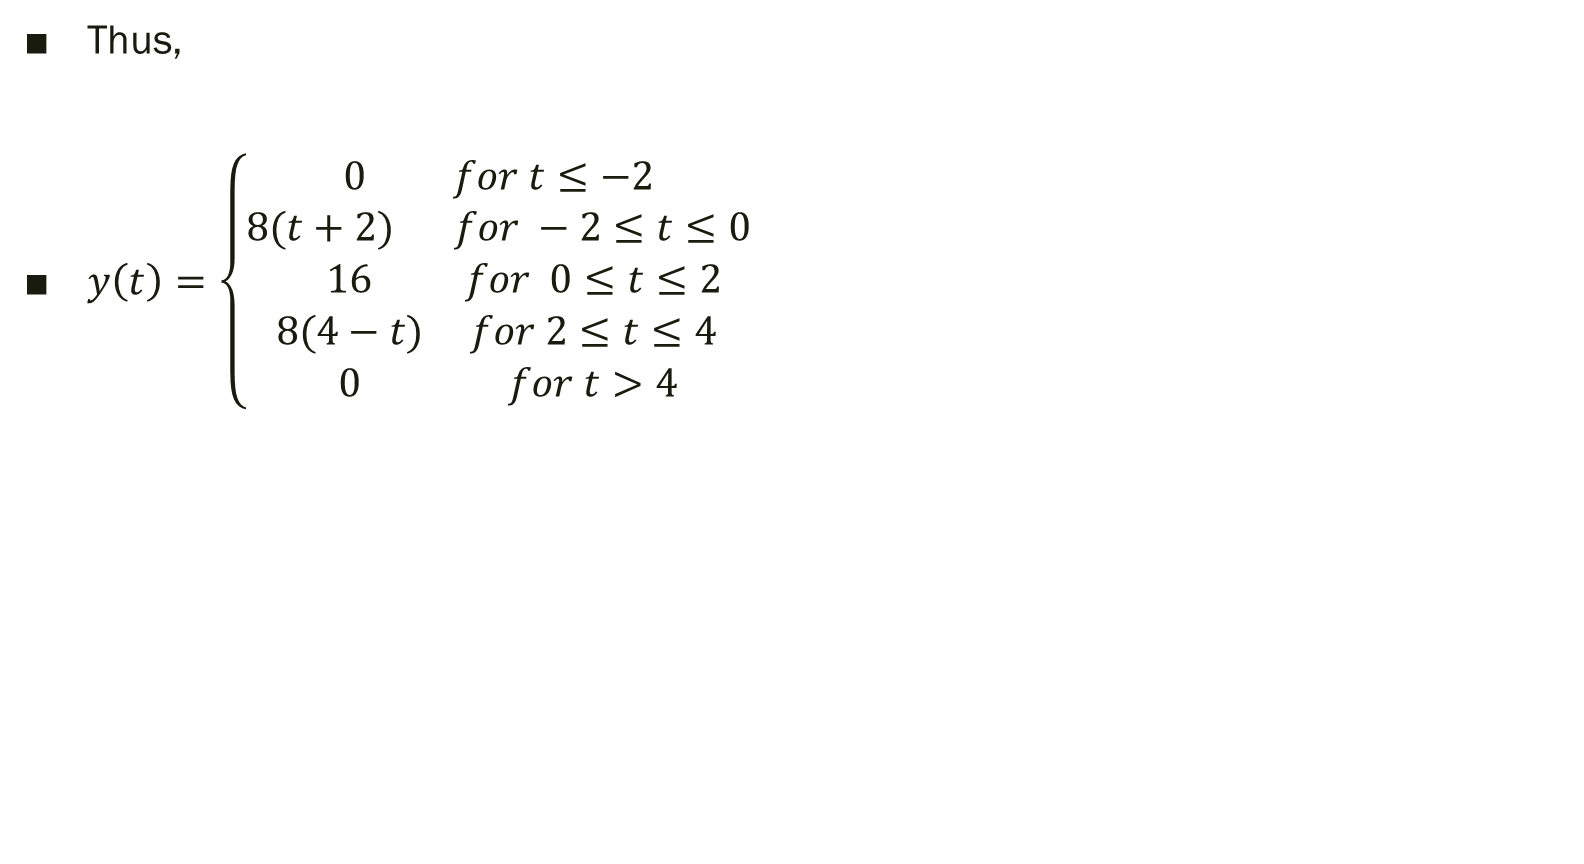 ■ Thus,
0 for t ≤ −2
8(t + 2) for − 2 ≤ t ≤ 0
■ y(t) = { 16 for 0 ≤ t ≤ 2
8(4 − t) for 2 ≤ t ≤ 4
0 for t > 4